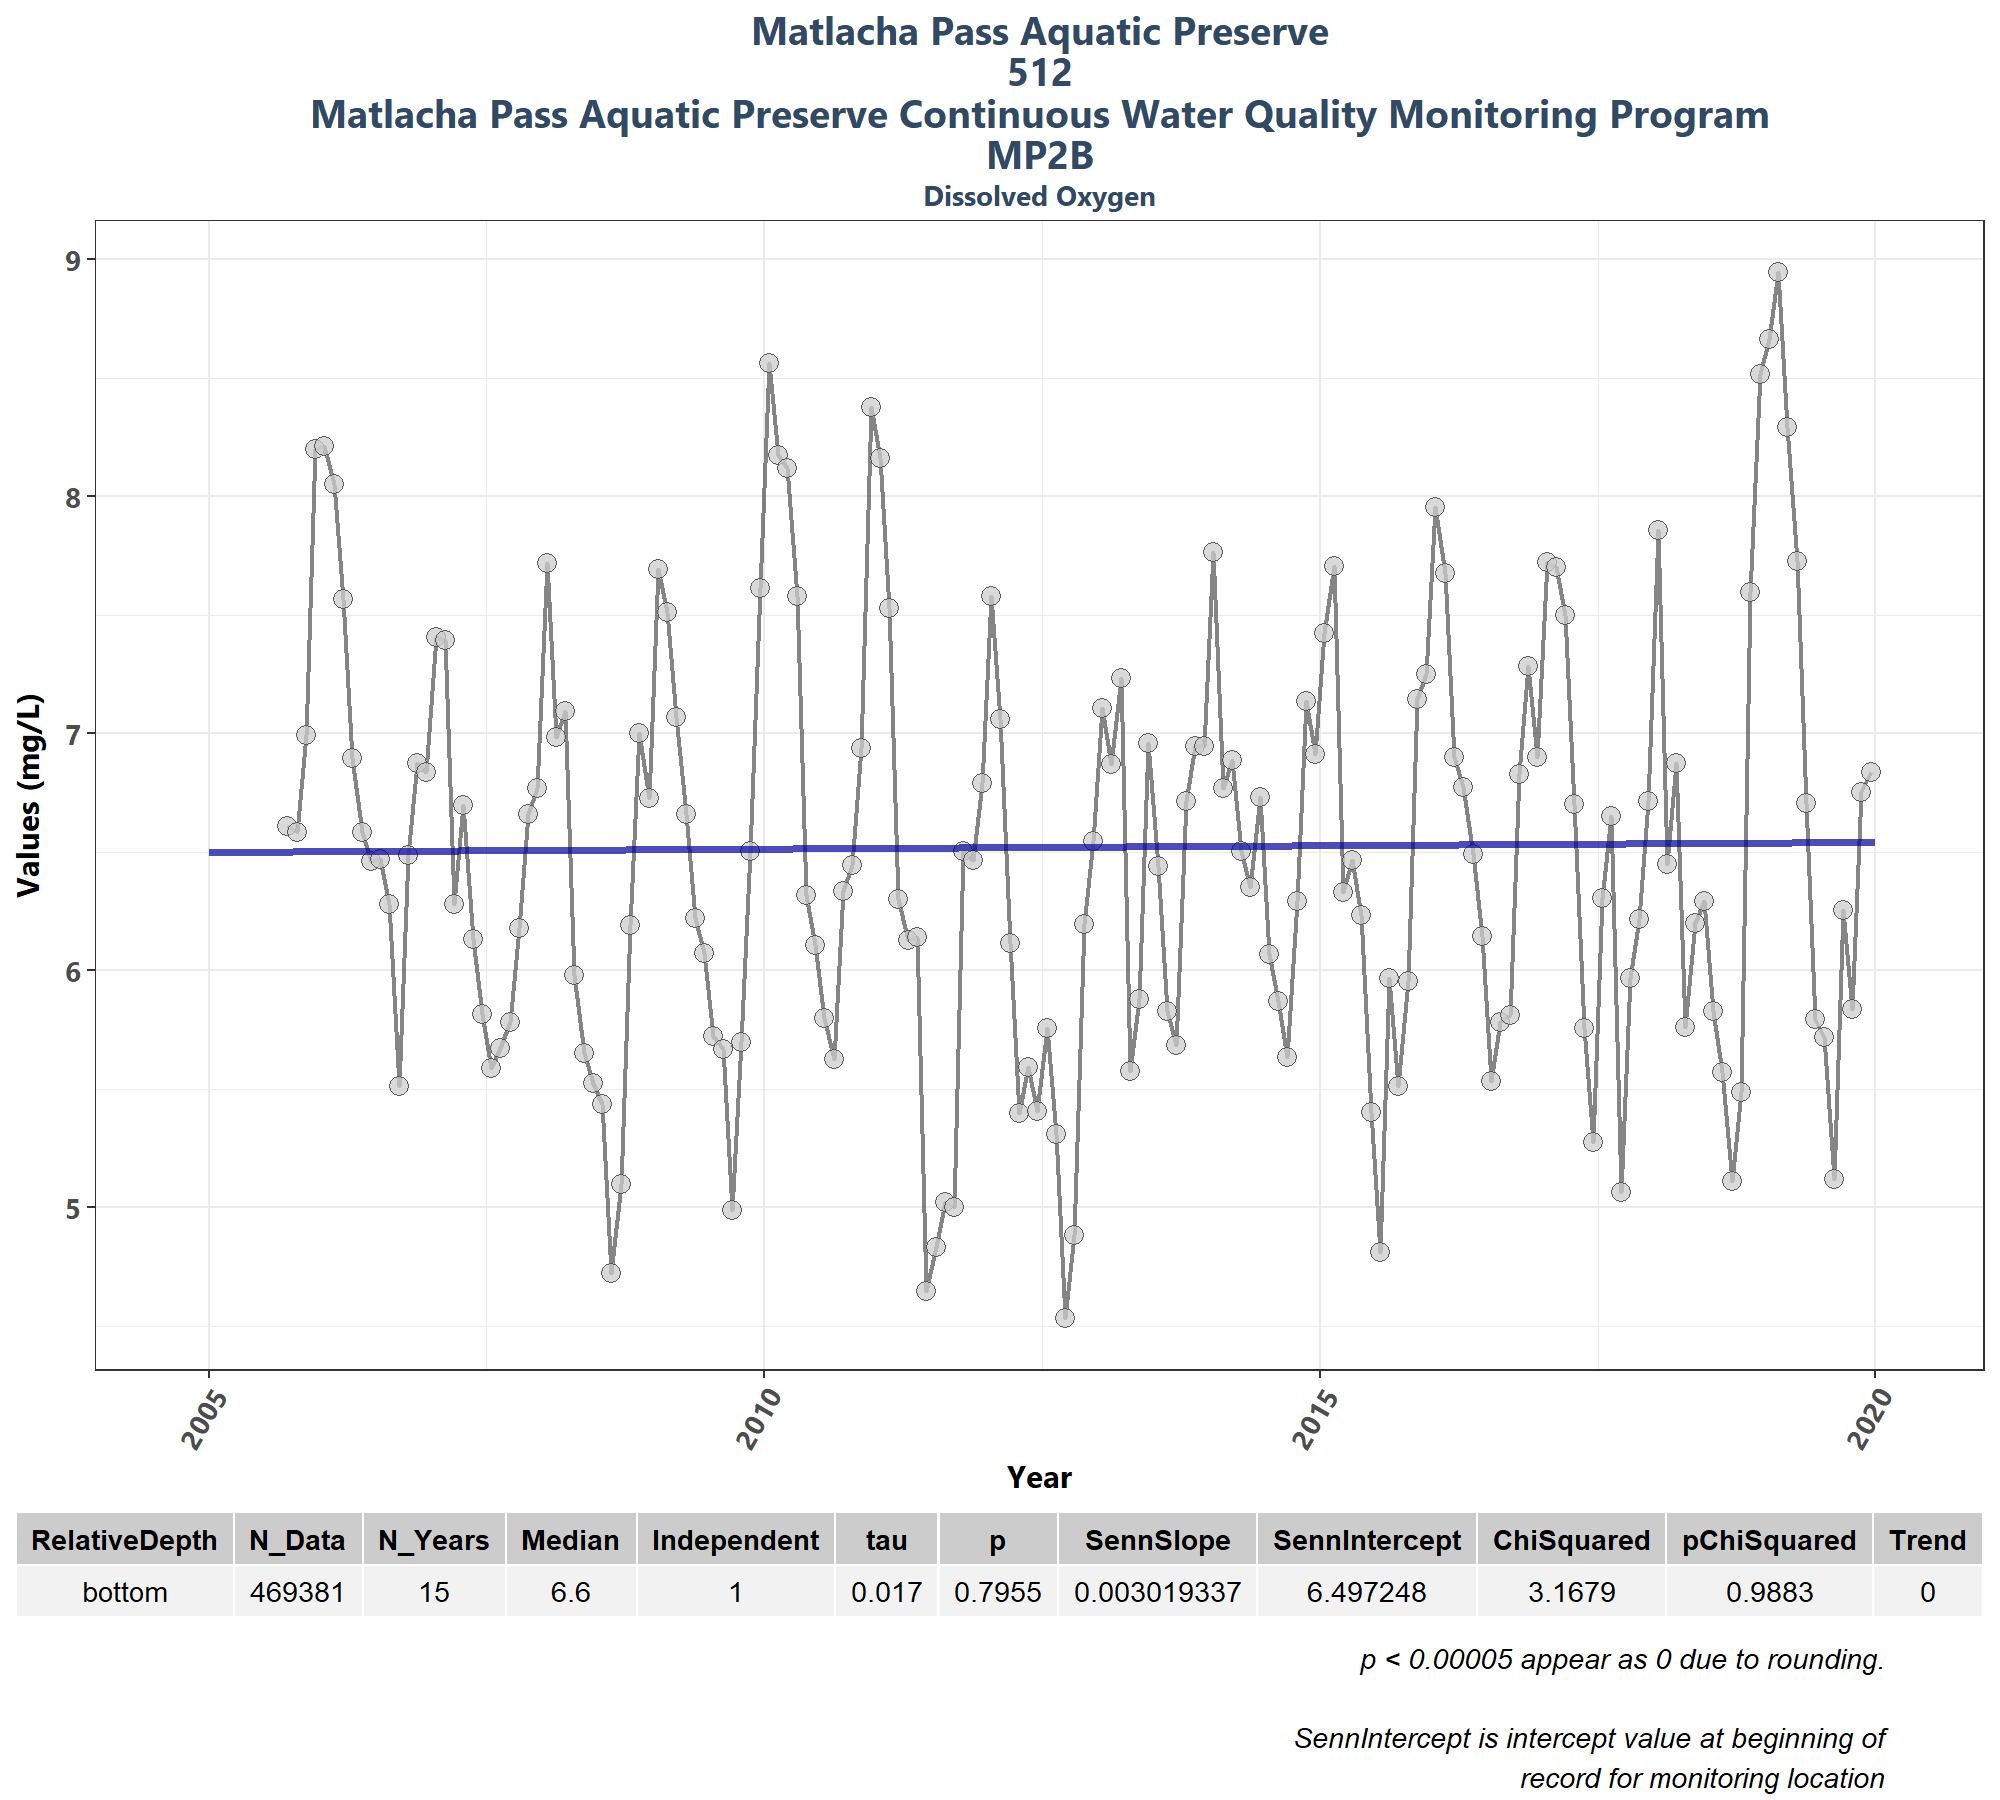 Matlacha Pass Aquatic Preserve
512
Matlacha Pass Aquatic Preserve Continuous Water Quality Monitoring Program
MP2B
Dissolved Oxygen
9
8
7
6
5
Values (mg/L)
2005 2010 2015 2020
Year
RelativeDepth N_Data N_Years Median Independent tau p SennSlope SennIntercept ChiSquared pChiSquared Trend
bottom 469381 15 6.6 1 0.017 0.7955 0.003019337 6.497248 3.1679 0.9883 0
p < 0.00005 appear as 0 due to rounding.
SennIntercept is intercept value at beginning of
record for monitoring location